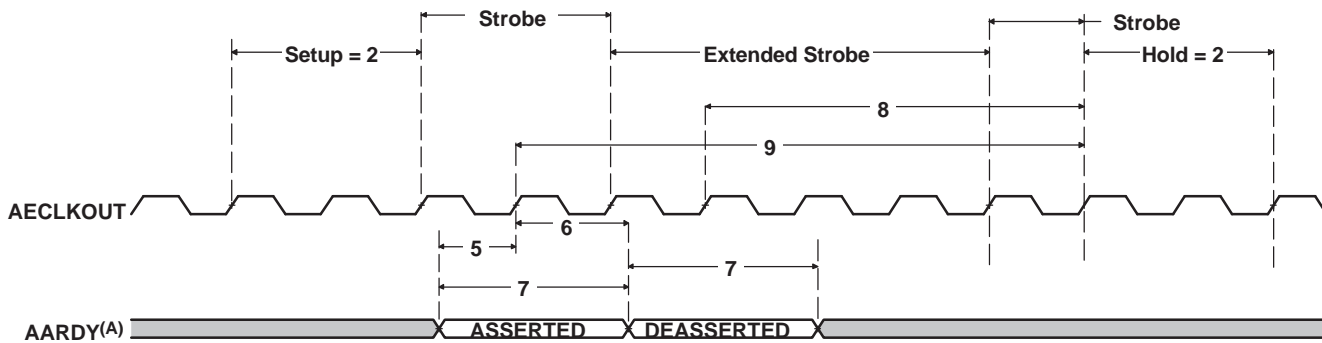 Strobe
Strobe
Setup = 2
Extended Strobe
Hold = 2
8
9
AECLKOUT
6
5
7
7
AARDY(A)
ASSERTED
DEASSERTED